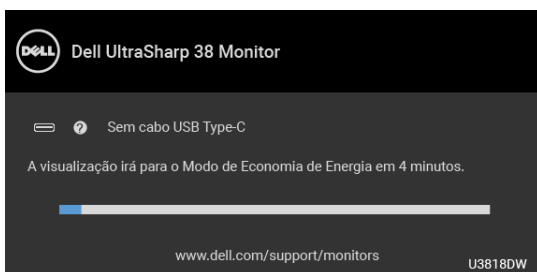 DELL Dell UltraSharp 38 Monitor
? Sem cabo USB Type-C
A visualização irá para o Modo de Economia de Energia em 4 minutos.
www.dell.com/support/monitors
U3818DW